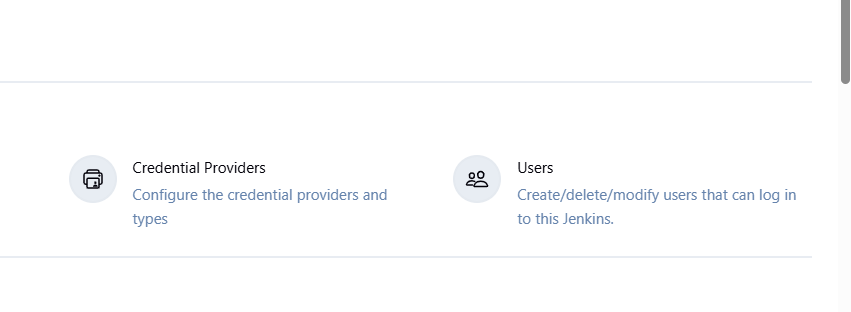 Credential Providers
Configure the credential providers and
types
Users
Create/delete/modify users that can log in
to this Jenkins.